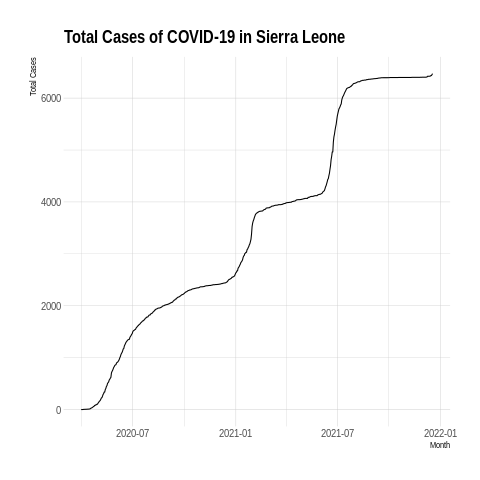 Total Cases of COVID-19 in Sierra Leone
Total Cases
6000
4000
2000
0
2020-07 2021-01 2021-07 2022-01
Month